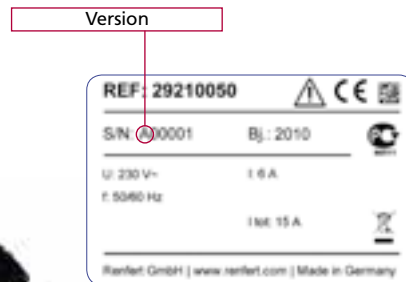 Version
REF: 29210050
S/N: A00001 Bj.: 2010
U: 230 V~ I: 6 A
f: 50/60 Hz
I tot: 15 A
Renfert GmbH | www.renfert.com | Made in Germany